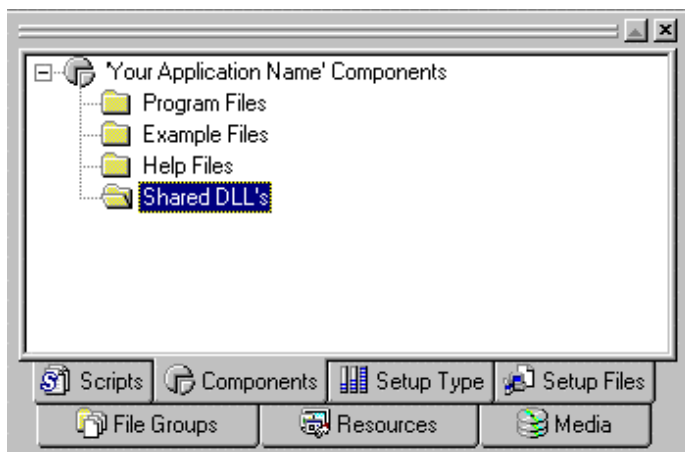 'Your Application Name' Components
Program Files
Example Files
Help Files
Shared DLL's
Scripts Components Setup Type Setup Files
File Groups Resources Media